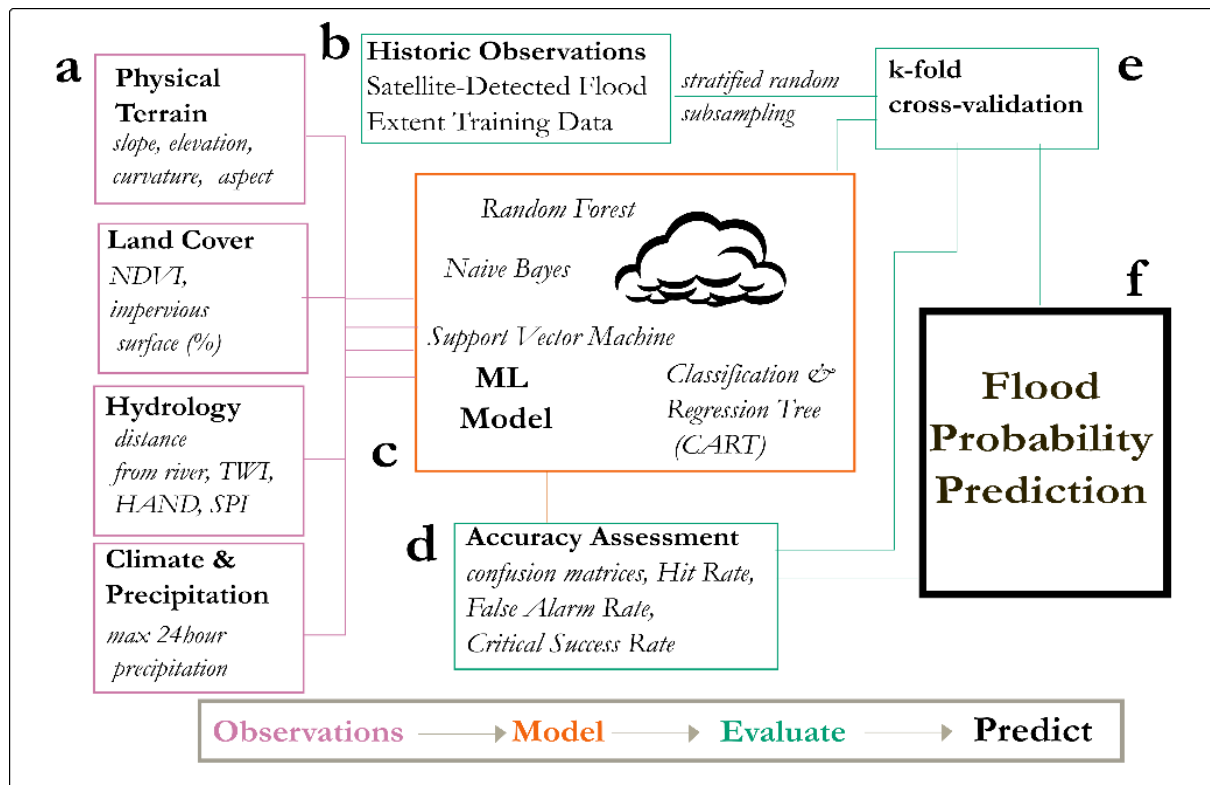 a
Physical
Terrain
slope, elevation,
curvature, aspect
Land Cover
NDVI,
impervious
surface (%)
Hydrology
distance
from river, TWI,
HAND, SPI
Climate &
Precipitation
max 24hour
precipitation
b
Historic Observations
Satellite-Detected Flood
Extent Training Data
stratified random
subsampling
k-fold
cross-validation
e
Random Forest
Naive Bayes
Support Vector Machine
ML
Model
Classification &
Regression Tree
(CART)
c
d
Accuracy Assessment
confusion matrices, Hit Rate,
False Alarm Rate,
Critical Success Rate
f
Flood
Probability
Prediction
Observations Model Evaluate Predict